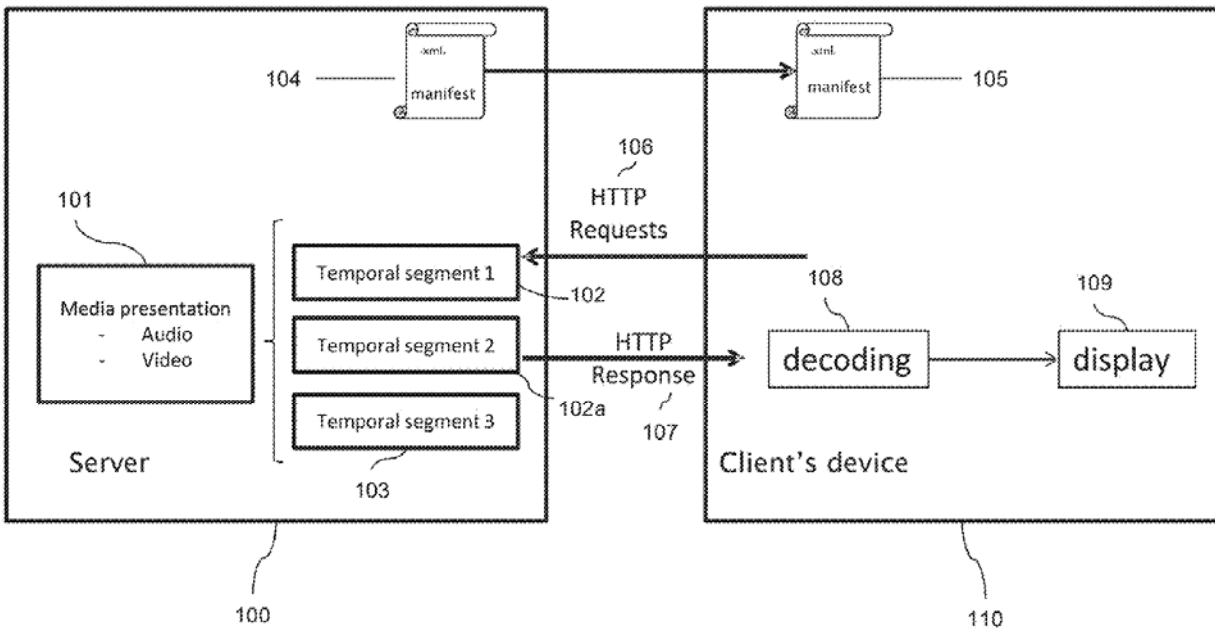 .xml
manifest
104
.xml
manifest
105
106
HTTP
Requests
101
Media presentation
- Audio
- Video
Temporal segment 1
102
Temporal segment 2
102a
Temporal segment 3
103
HTTP
Response
107
108
decoding
109
display
Server
Client's device
100
110